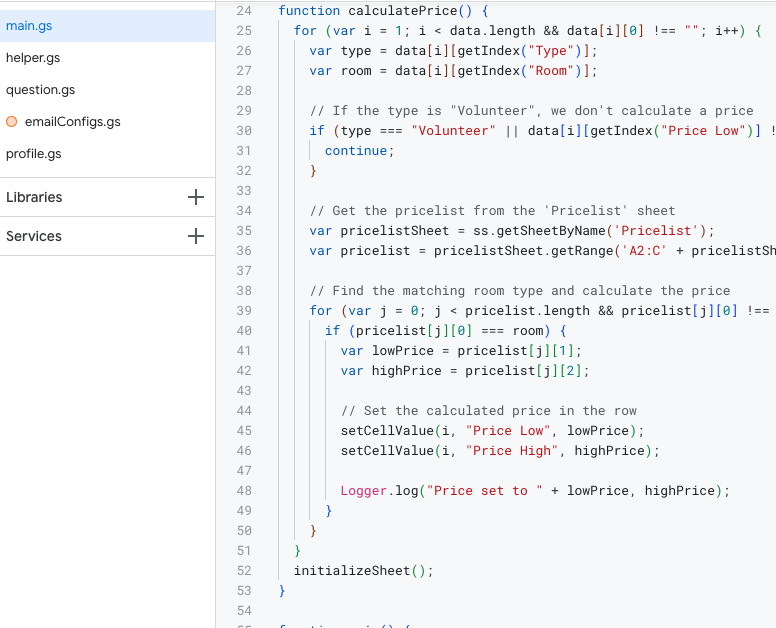 main.gs
helper.gs
question.gs
emailConfigs.gs
profile.gs
Libraries
Services
24 function calculatePrice() {
25 for (var i = 1; i < data.length && data[i][0] !== ""; i++) {
26 var type = data[i][getIndex("Type")];
27 var room = data[i][getIndex("Room")];
28
29 // If the type is "Volunteer", we don't calculate a price
30 if (type === "Volunteer" || data[i][getIndex("Price Low")] !
31 continue;
32 }
33
34 // Get the pricelist from the 'Pricelist' sheet
35 var pricelistSheet = ss.getSheetByName('Pricelist');
36 var pricelist = pricelistSheet.getRange('A2:C' + pricelistSh
37
38 // Find the matching room type and calculate the price
39 for (var j = 0; j < pricelist.length && pricelist[j][0] !==
40 if (pricelist[j][0] === room) {
41 var lowPrice = pricelist[j][1];
42 var highPrice = pricelist[j][2];
43
44 // Set the calculated price in the row
45 setCellValue(i, "Price Low", lowPrice);
46 setCellValue(i, "Price High", highPrice);
47
48 Logger.log("Price set to " + lowPrice, highPrice);
49 }
50 }
51 }
52 initializeSheet();
53 }
54